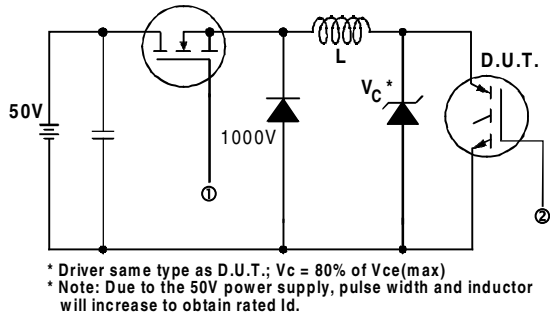 50V
1000V
L
V_C *
D.U.T.
①
②
* Driver same type as D.U.T.; Vc = 80% of Vce(max)
* Note: Due to the 50V power supply, pulse width and inductor
will increase to obtain rated Id.